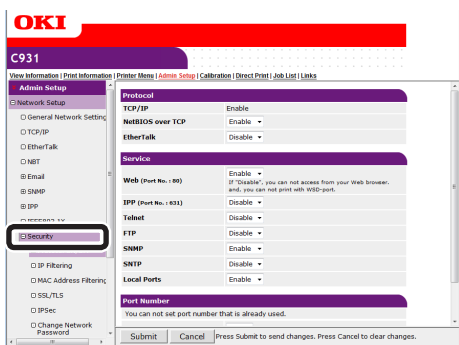 OKI
C931
View Information | Print Information | Printer Menu | Admin Setup | Calibration | Direct Print | Job List | Links
Admin Setup
Network Setup
General Network Setting
TCP/IP
EtherTalk
NBT
Email
SNMP
IPP
IEEE802.1X
Security
IP Filtering
MAC Address Filtering
SSL/TLS
IPSec
Change Network
Password
Protocol
TCP/IP Enable
NetBIOS over TCP Enable
EtherTalk Disable
Service
Web (Port No. : 80) Enable
If "Disable", you can not access from your Web browser.
and, you can not print with WSD-port.
IPP (Port No. : 631) Disable
Telnet Disable
FTP Disable
SNMP Enable
SNTP Disable
Local Ports Enable
Port Number
You can not set port number that is already used.
Submit Cancel Press Submit to send changes. Press Cancel to clear changes.